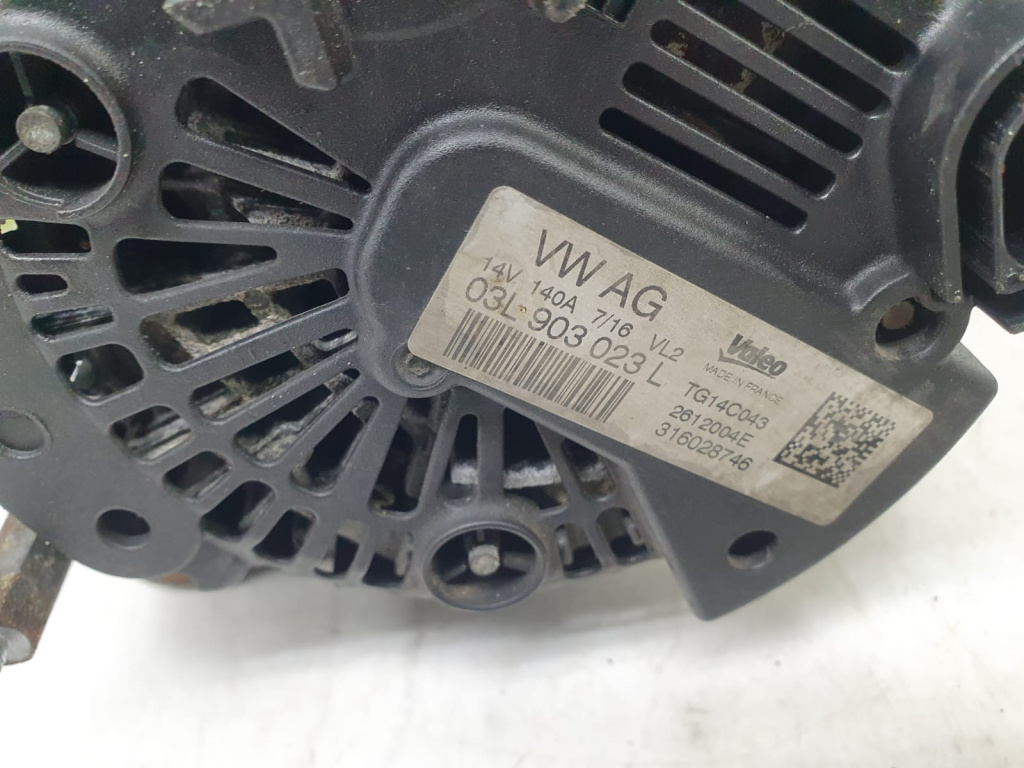 VW AG
14V 140A 7/16 VL2
03L 903 023 L
Valeo
MADE IN FRANCE
TG14C043
2612004E
316028746